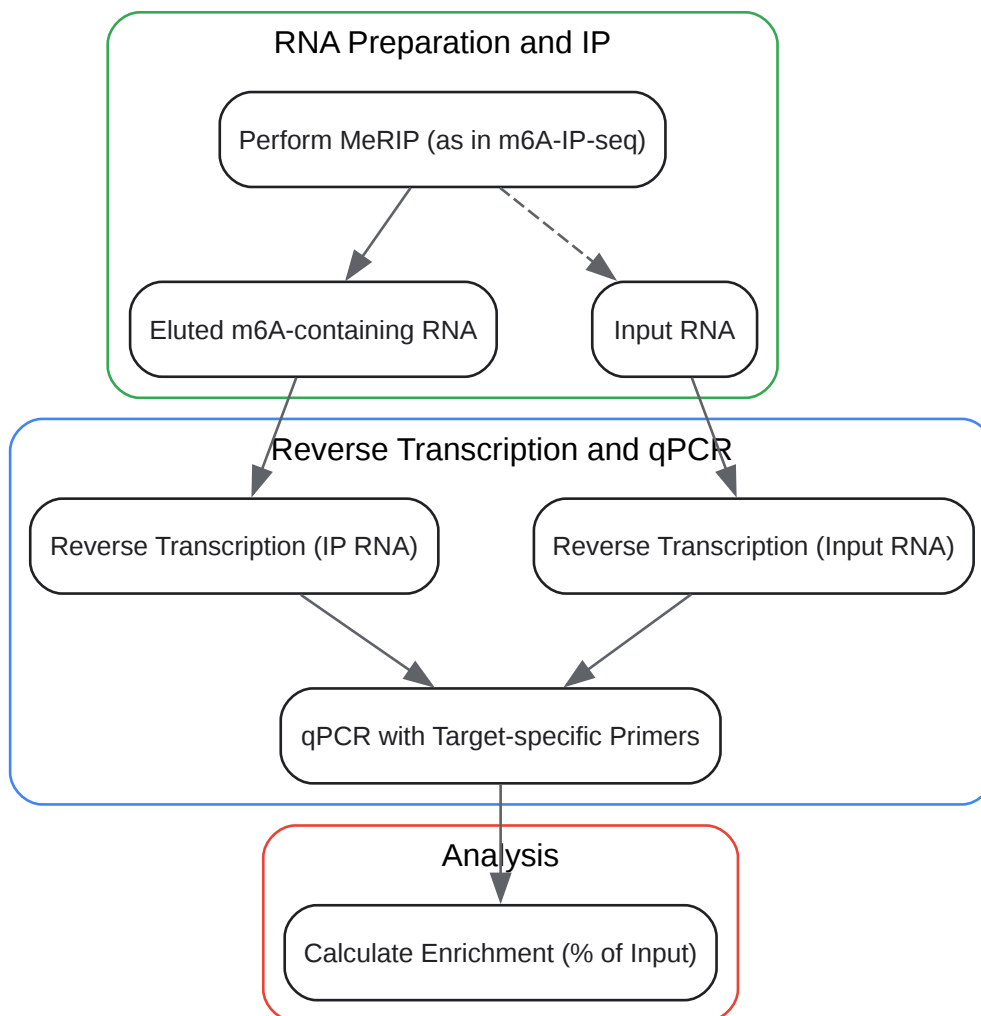 RNA Preparation and IP
Perform MeRIP (as in m6A-IP-seq)
Eluted m6A-containing RNA
Input RNA
Reverse Transcription and qPCR
Reverse Transcription (IP RNA)
Reverse Transcription (Input RNA)
qPCR with Target-specific Primers
Analysis
Calculate Enrichment (% of Input)